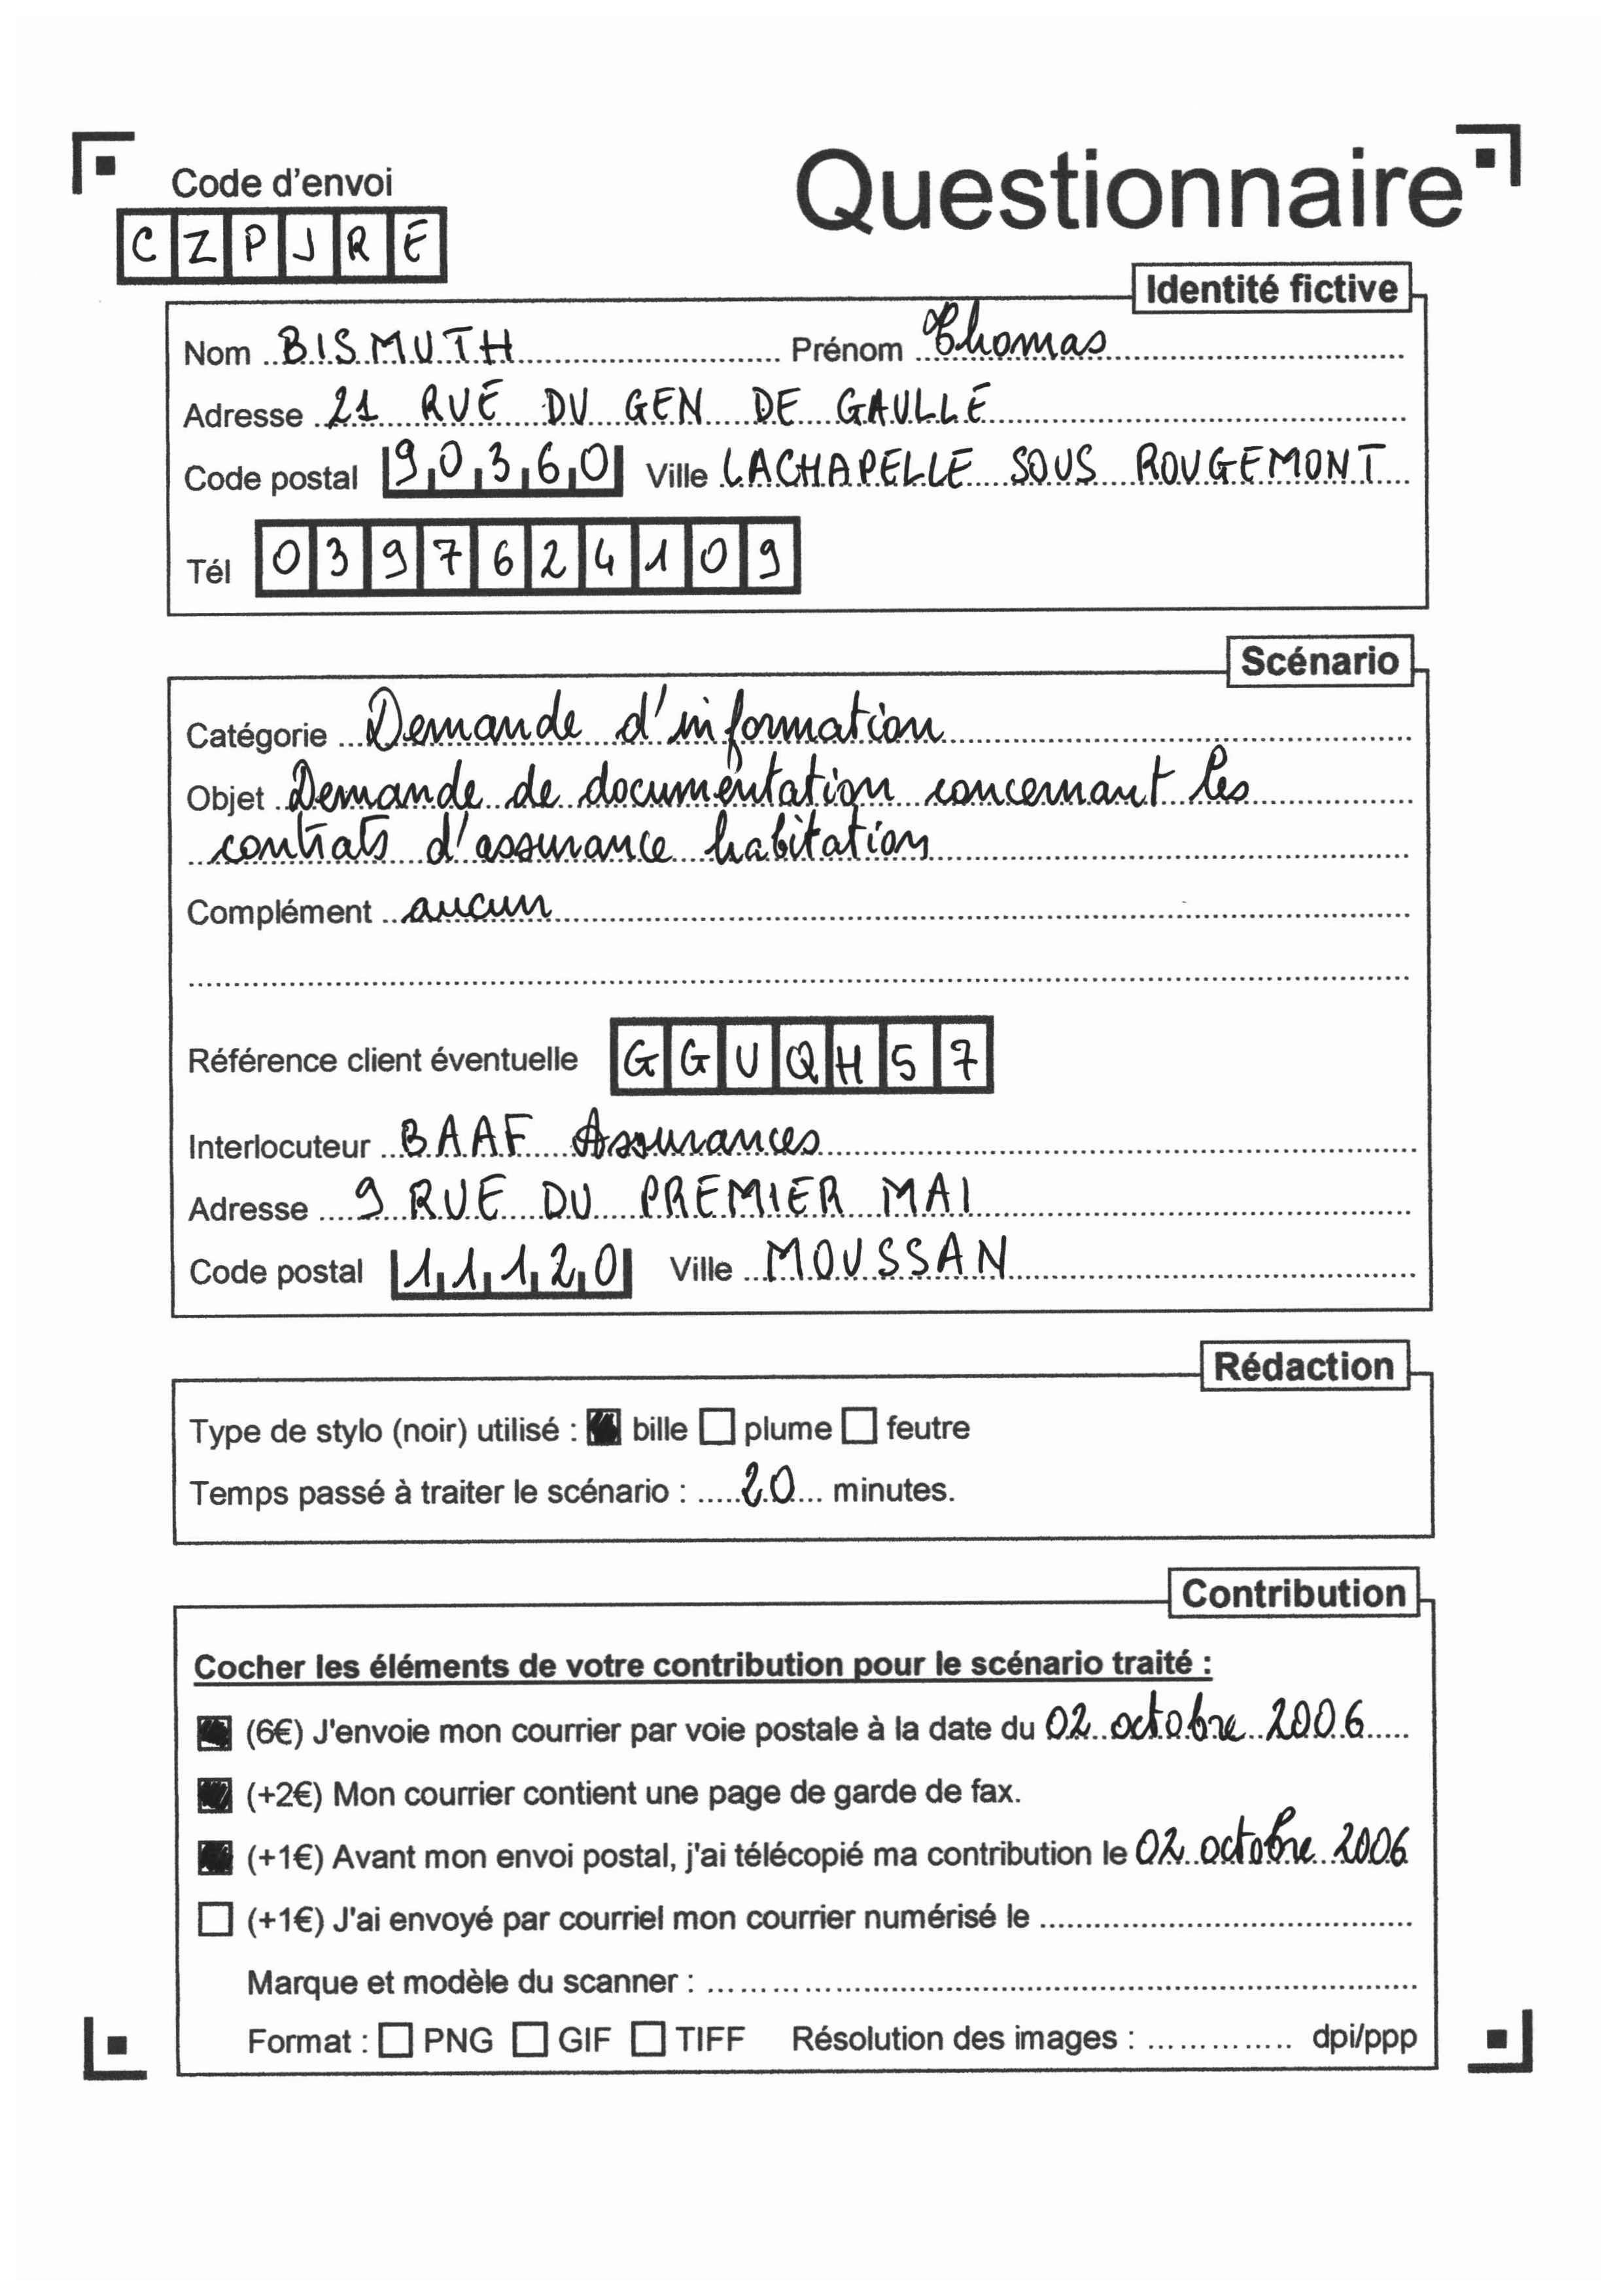 Code d'envoi
Questionnaire
CZPJRE
Identité fictive
Nom BISMUTH Prénom Thomas
Adresse 21 RUE DU GEN DE GAULLE
Code postal 90360 Ville LACHAPELLE SOUS ROUGEMONT
Tél 0397624109
Scénario
Catégorie Demande d'information
Objet Demande de documentation concernant les
contrats d'assurance habitation
Complément aucun
Référence client éventuelle GGUQH57
Interlocuteur BAAF Assurances
Adresse 9 RUE DU PREMIER MAI
Code postal 11120 Ville MOUSSAN
Rédaction
Type de stylo (noir) utilisé : bille plume feutre
Temps passé à traiter le scénario : 20 minutes.
Contribution
Cocher les éléments de votre contribution pour le scénario traité :
(6€) J'envoie mon courrier par voie postale à la date du 02 octobre 2006
(+2€) Mon courrier contient une page de garde de fax.
(+1€) Avant mon envoi postal, j'ai télécopié ma contribution le 02 octobre 2006
(+1€) J'ai envoyé par courriel mon courrier numérisé le
Marque et modèle du scanner :
Format : PNG GIF TIFF Résolution des images : dpi/ppp